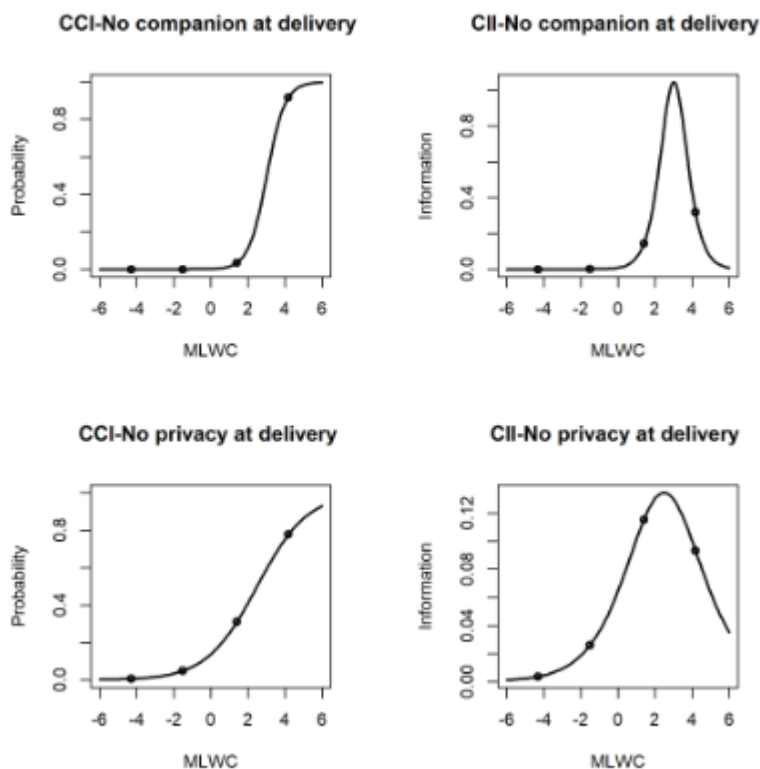 CCI-No companion at delivery
CII-No companion at delivery
Probability
0.0 0.4 0.8
-6 -4 -2 0 2 4 6
MLWC
Information
0.0 0.4 0.8
-6 -4 -2 0 2 4 6
MLWC
CCI-No privacy at delivery
CII-No privacy at delivery
Probability
0.0 0.4 0.8
-6 -4 -2 0 2 4 6
MLWC
Information
0.00 0.04 0.08 0.12
-6 -4 -2 0 2 4 6
MLWC